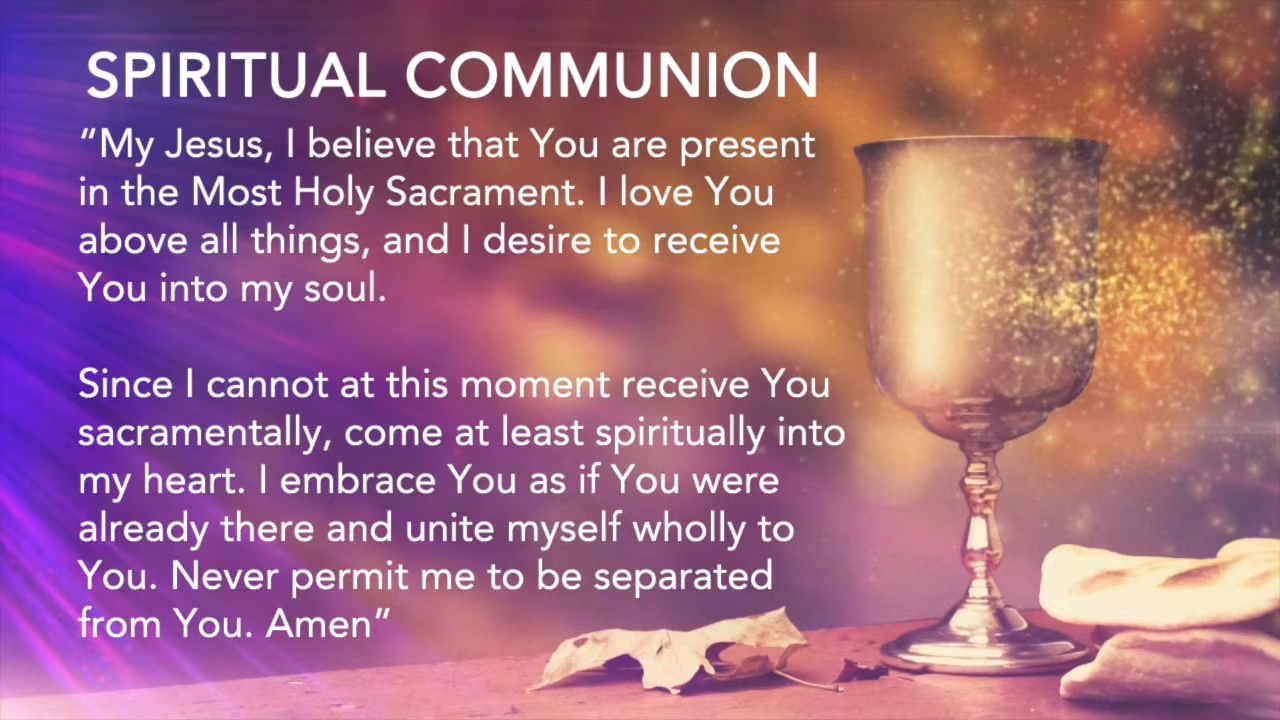 SPIRITUAL COMMUNION
“My Jesus, I believe that You are present
in the Most Holy Sacrament. I love You
above all things, and I desire to receive
You into my soul.
Since I cannot at this moment receive You
sacramentally, come at least spiritually into
my heart. I embrace You as if You were
already there and unite myself wholly to
You. Never permit me to be separated
from You. Amen”